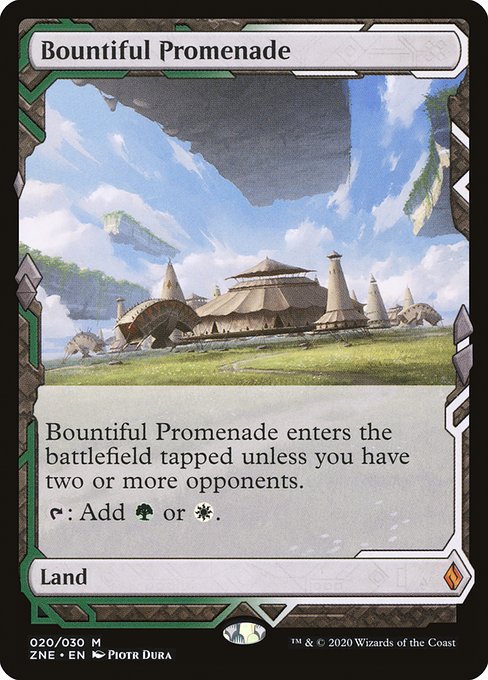 Bountiful Promenade
Bountiful Promenade enters the
battlefield tapped unless you have
two or more opponents.
: Add or .
Land
020/030 M
ZNE • EN Piotr Dura
™ & © 2020 Wizards of the Coast